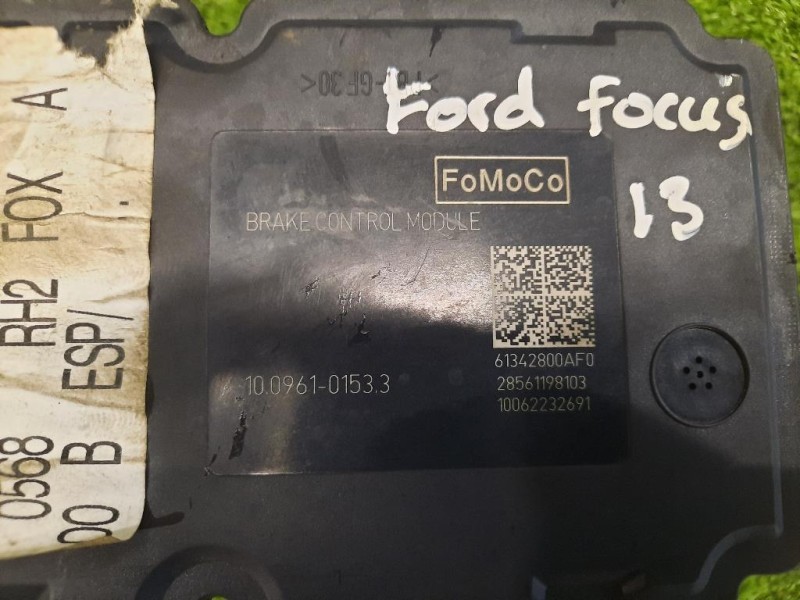 Ford focus
13
FoMoCo
BRAKE CONTROL MODULE
61342800AF0
28561198103
10062232691
10.0961-0153.3
0568 RH2 FOX A
00 B ESP/